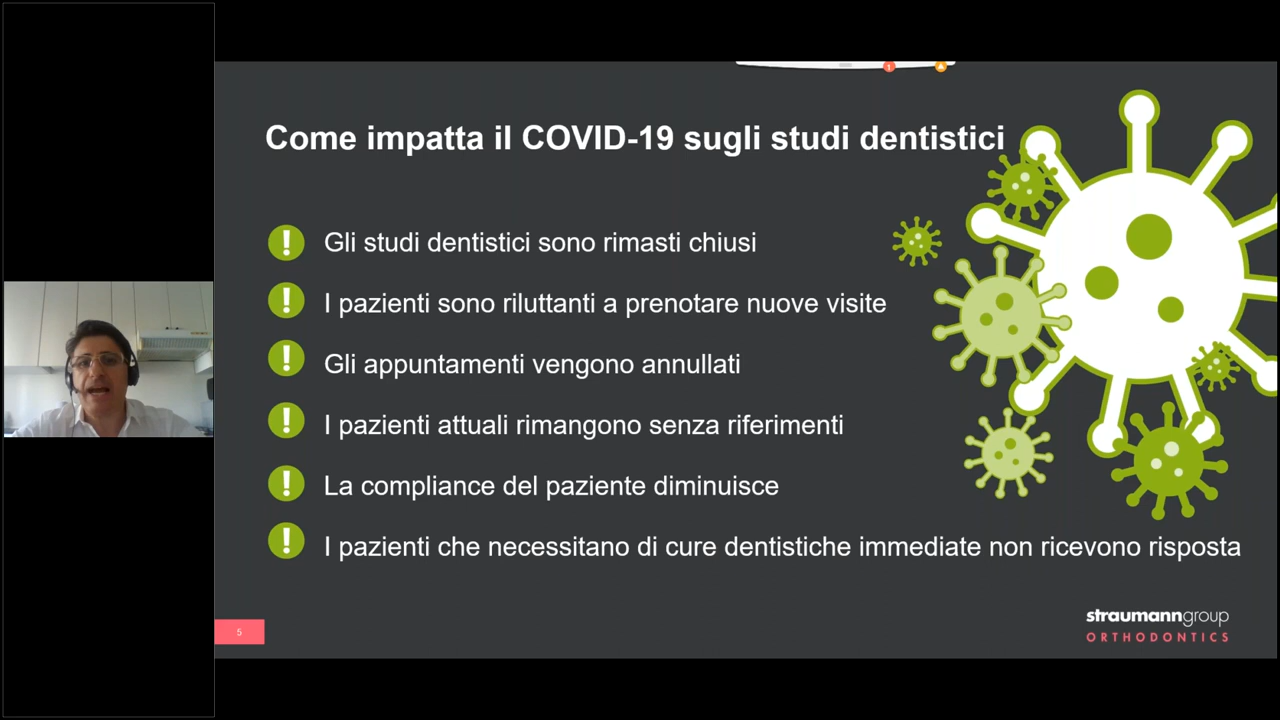 1
Come impatta il COVID-19 sugli studi dentistici
! Gli studi dentistici sono rimasti chiusi
! I pazienti sono riluttanti a prenotare nuove visite
! Gli appuntamenti vengono annullati
! I pazienti attuali rimangono senza riferimenti
! La compliance del paziente diminuisce
! I pazienti che necessitano di cure dentistiche immediate non ricevono risposta
5
straumanngroup
ORTHODONTICS